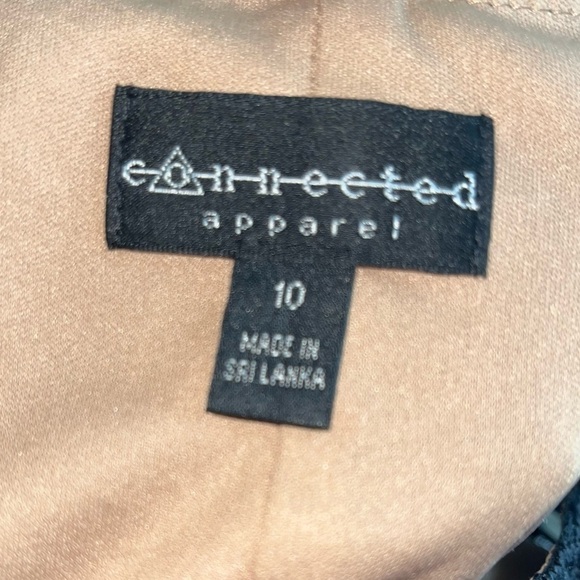 connected
apparel
10
MADE IN
SRI LANKA